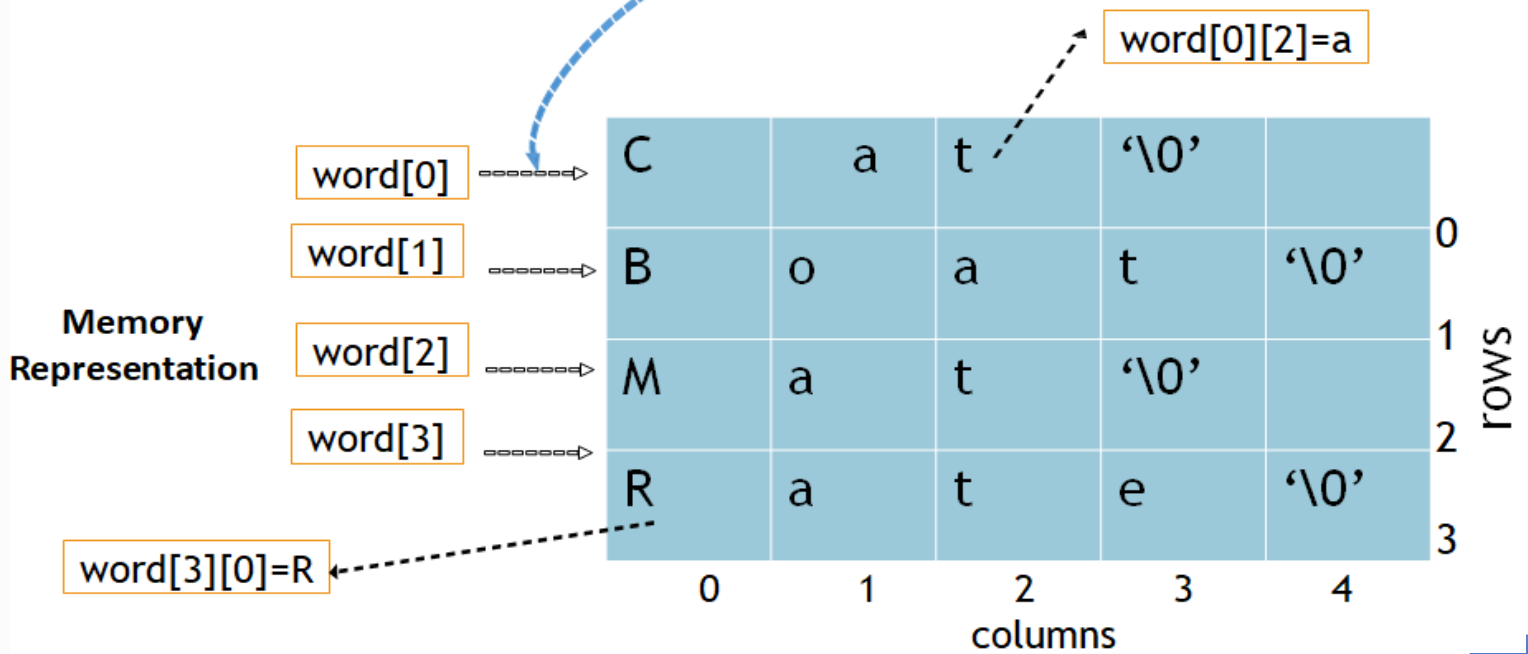 word[0][2]=a
word[0] C a t ‘\0’
0
word[1] B o a t ‘\0’
Memory
Representation
1
word[2] M a t ‘\0’
rows
word[3]
2
R a t e ‘\0’
3
word[3][0]=R
0 1 2 3 4
columns